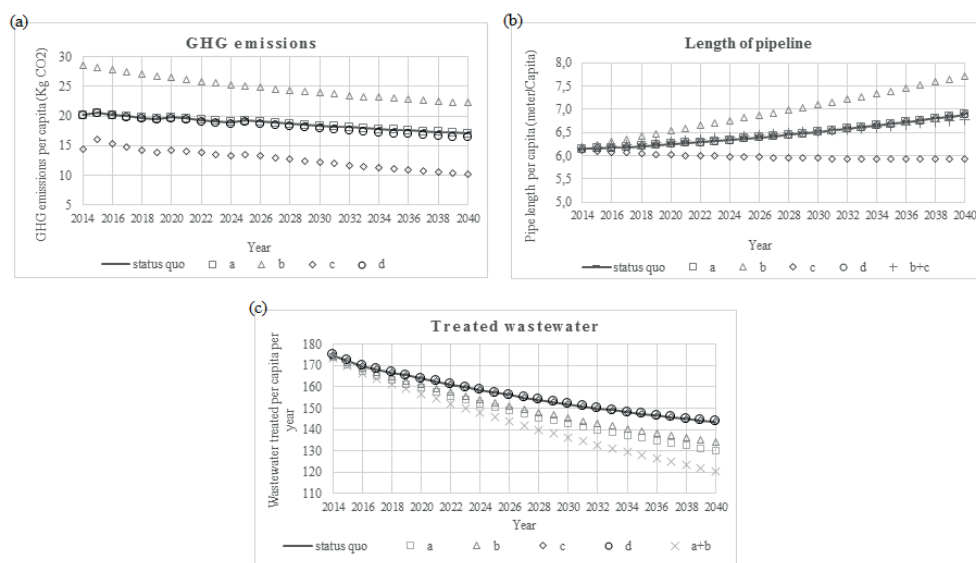 (a)
GHG emissions
GHG emissions per capita (Kg CO2)
30
25
20
15
10
5
2014 2016 2018 2020 2022 2024 2026 2028 2030 2032 2034 2036 2038 2040
Year
status quo a b c d
(b)
Length of pipeline
Pipe length per capita (meter/Capita)
8,0
7,5
7,0
6,5
6,0
5,5
5,0
2014 2016 2018 2020 2022 2024 2026 2028 2030 2032 2034 2036 2038 2040
Year
status quo a b c d b+c
(c)
Treated wastewater
Wastewater treated per capita per
year
180
170
160
150
140
130
120
110
2014 2016 2018 2020 2022 2024 2026 2028 2030 2032 2034 2036 2038 2040
Year
status quo a b c d a+b